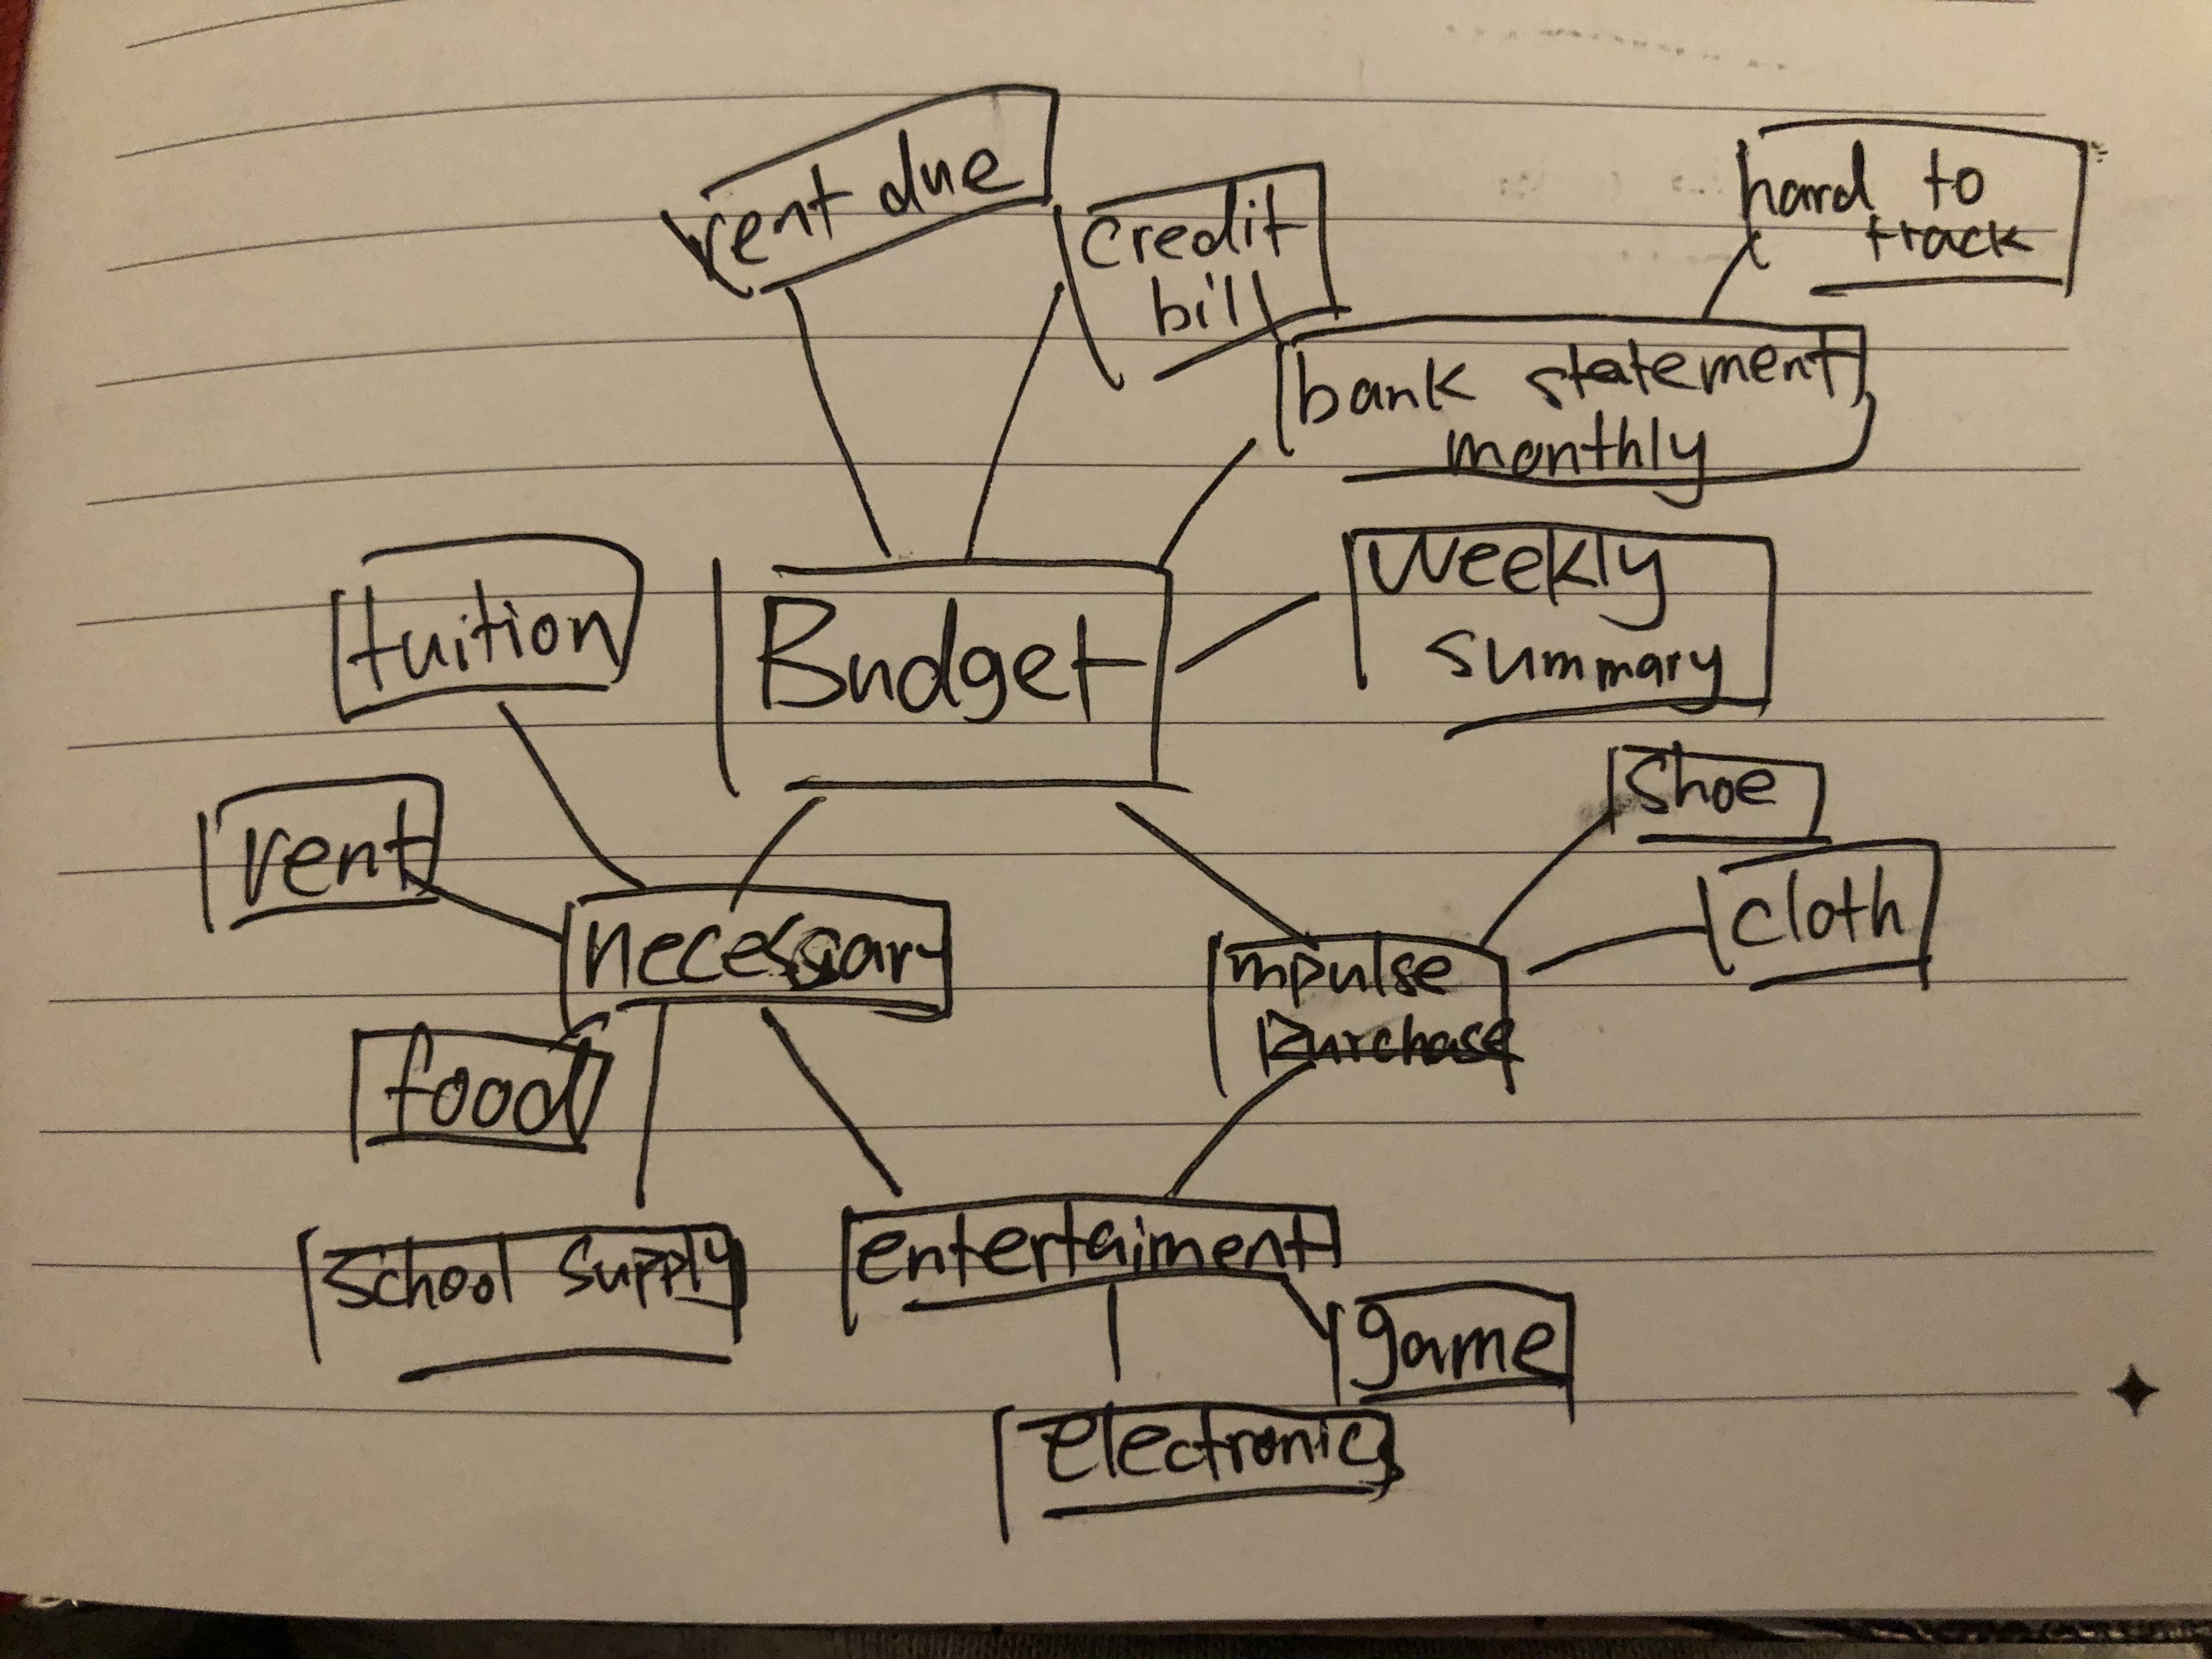 rent due
credit
bill
hard to
track
bank statement
monthly
weekly
summary
tuition
Budget
shoe
rent
cloth
necessary
impulse
purchase
food
school supply
entertaiment
game
electronic